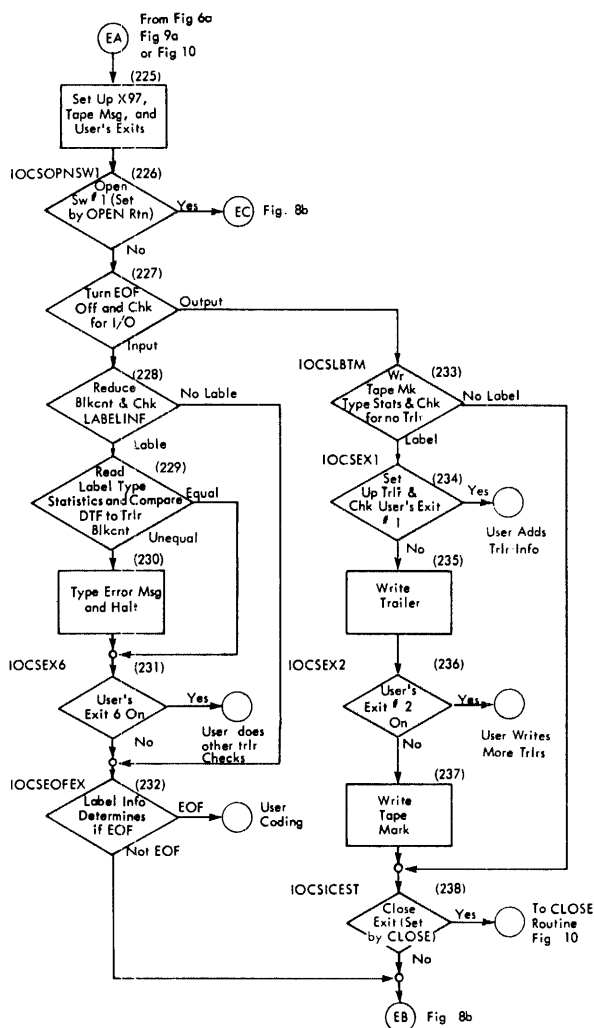 From Fig 6a
Fig 9a
or Fig 10
EA
(225)
Set Up X97,
Tape Msg, and
User's Exits
IOCSOPNSW1
(226)
Open
Sw # 1 (Set
by OPEN Rtn)
Yes
EC
Fig. 8b
No
(227)
Turn EOF
Off and Chk
for I/O
Output
Input
(228)
Reduce
Blkcnt & Chk
LABELINF
No Lable
Lable
(229)
Read
Label Type
Statistics and Compare
DTF to Trlr
Blkcnt
Equal
Unequal
(230)
Type Error Msg
and Halt
IOCSEX6
(231)
User's
Exit 6 On
Yes
User does
other trlr
Checks
No
IOCSEOFEX
(232)
Label Info
Determines
if EOF
EOF
User
Coding
Not EOF
IOCSLBTM
(233)
Wr
Tape Mk
Type Stats & Chk
for no Trlr
No Label
Label
IOCSEX1
(234)
Set
Up Trlr &
Chk User's Exit
# 1
Yes
User Adds
Trlr Info
No
(235)
Write
Trailer
IOCSEX2
(236)
User's
Exit # 2
On
Yes
User Writes
More Trlrs
No
(237)
Write
Tape
Mark
IOCSICEST
(238)
Close
Exit (Set
by CLOSE)
Yes
To CLOSE
Routine
Fig 10
No
EB
Fig 8b